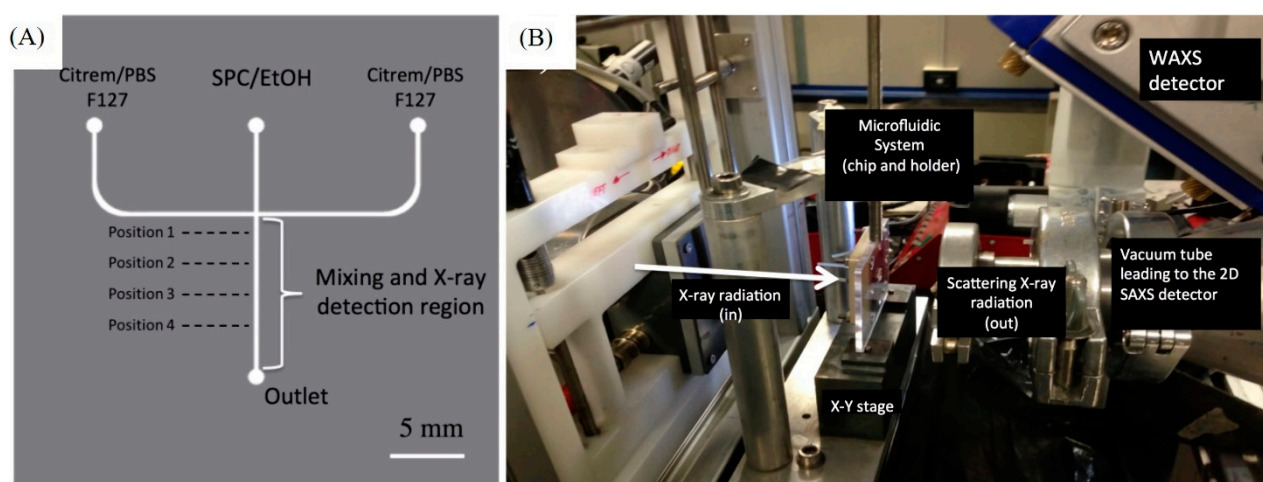 (A)
Citrem/PBS
F127
SPC/EtOH
Citrem/PBS
F127
Position 1
Position 2
Position 3
Position 4
Mixing and X-ray
detection region
Outlet
5 mm
(B)
WAXS
detector
Microfluidic
System
(chip and holder)
X-ray radiation
(in)
Scattering X-ray
radiation
(out)
Vacuum tube
leading to the 2D
SAXS detector
X-Y stage